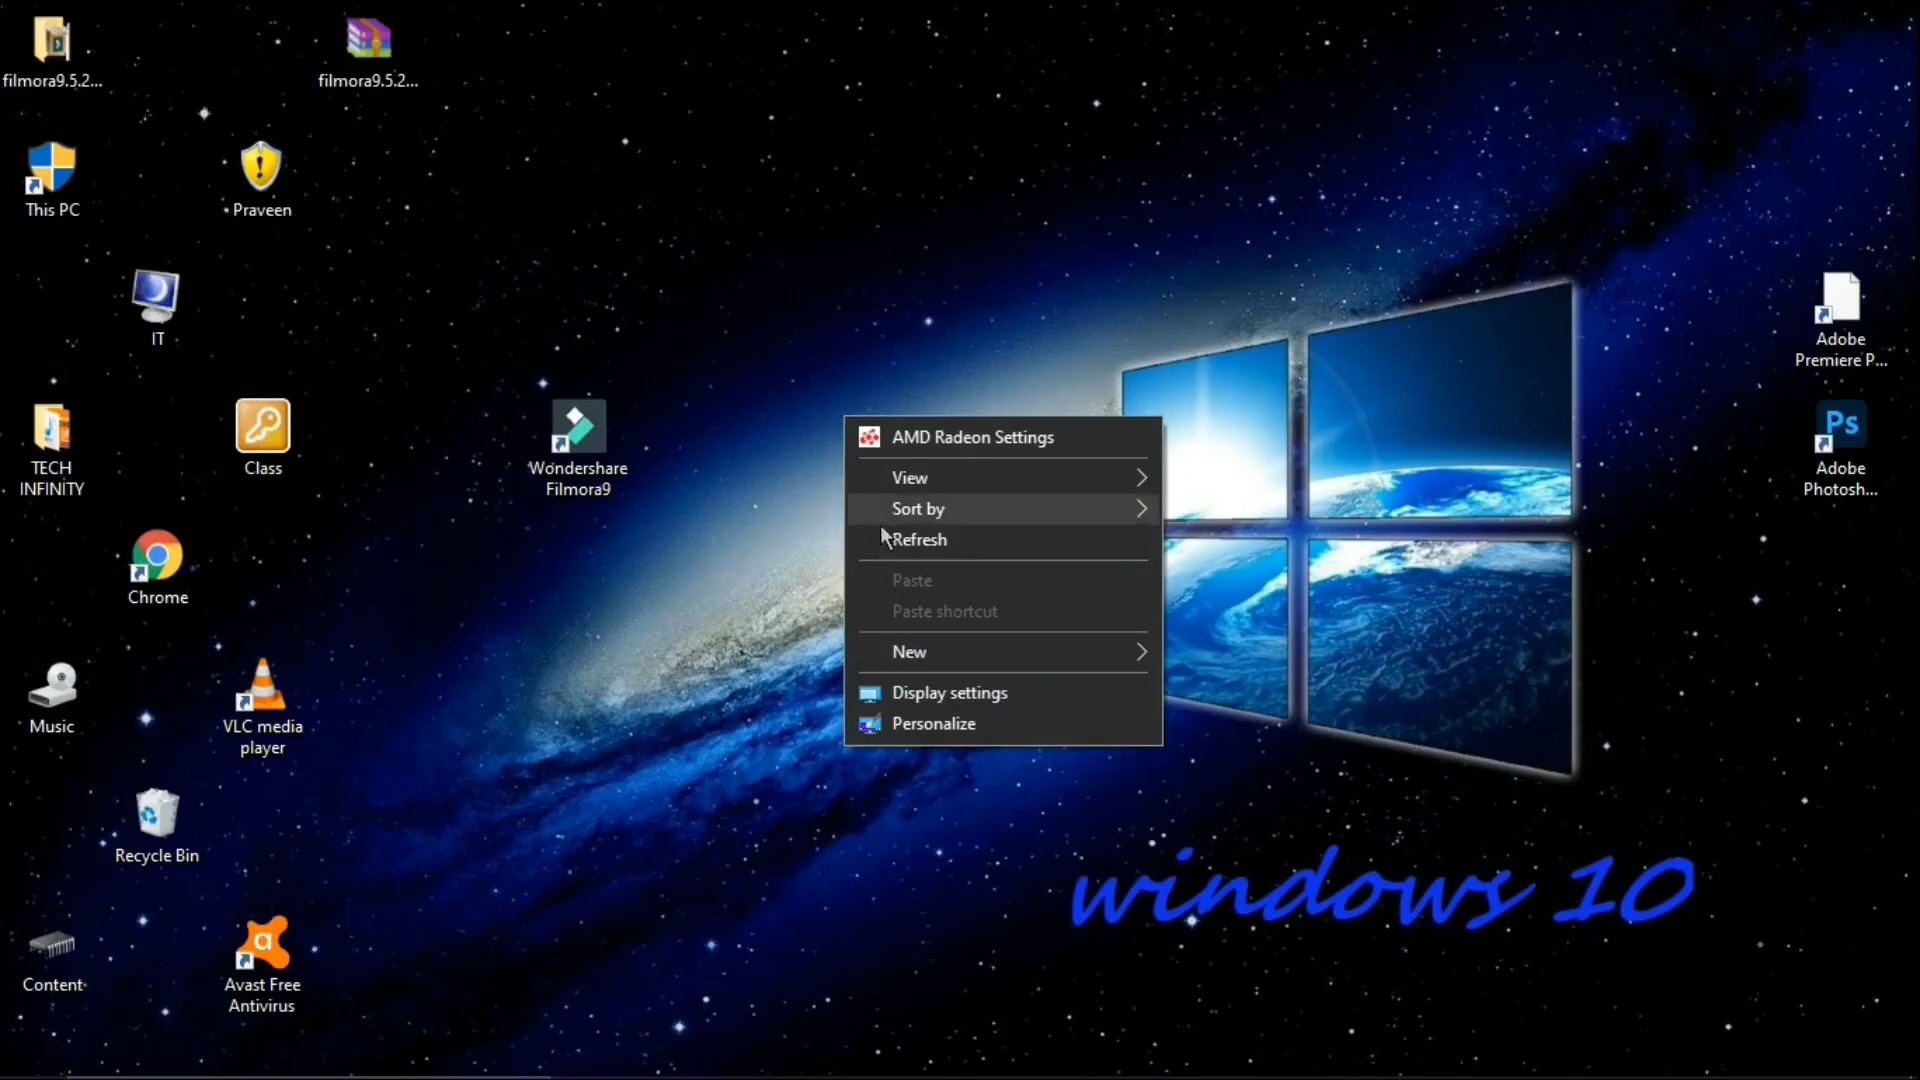 filmora9.5.2...
filmora9.5.2...
This PC
Praveen
IT
Adobe
Premiere P...
TECH
INFINITY
Class
Wondershare
Filmora9
Ps
Adobe
Photosh...
AMD Radeon Settings
View
Sort by
Refresh
Paste
Paste shortcut
New
Display settings
Personalize
Chrome
Music
VLC media
player
Recycle Bin
windows 10
Content
a
Avast Free
Antivirus